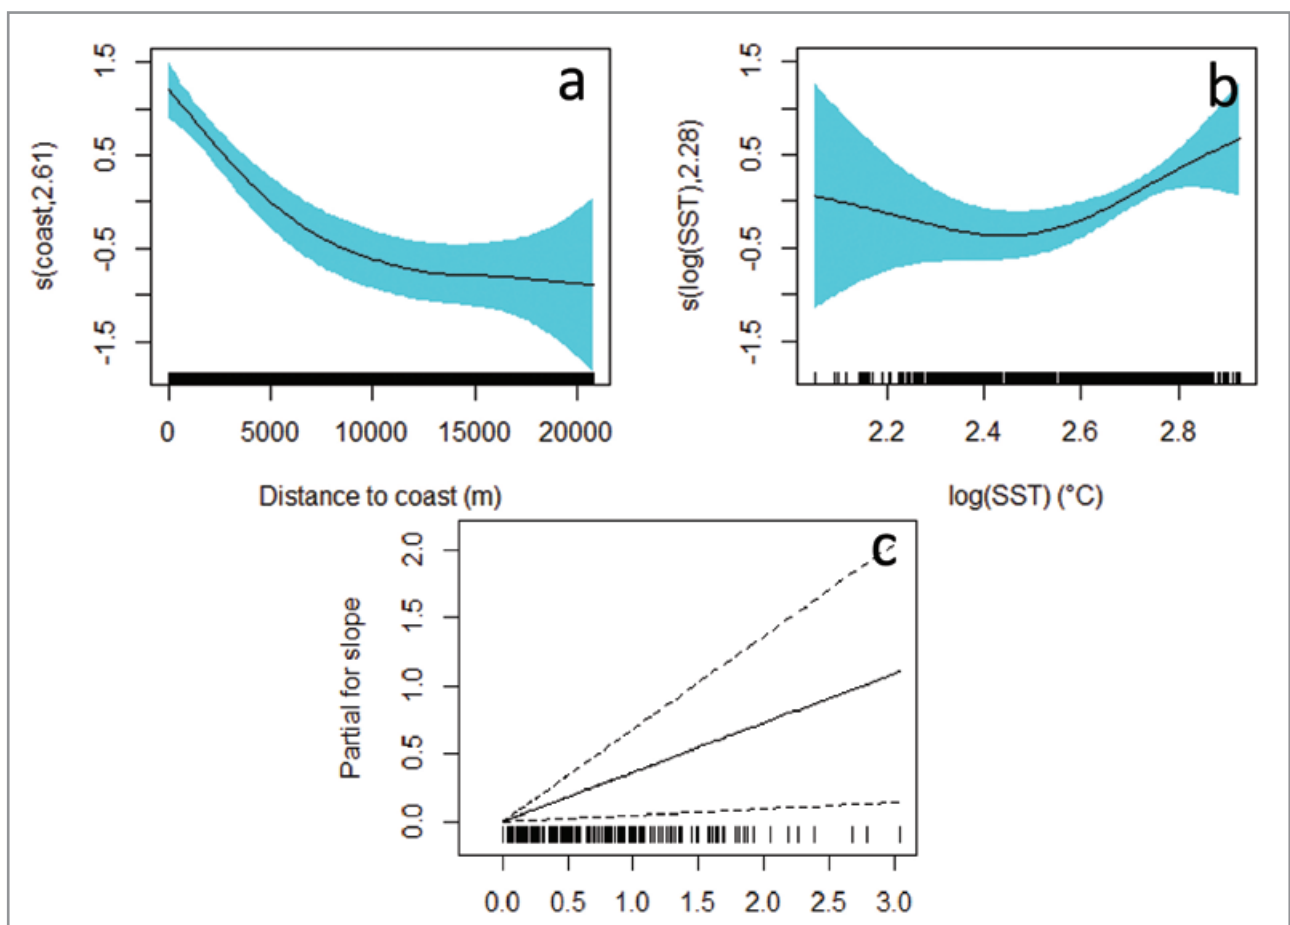 a
s(coast,2.61)
1.5
0.5
-0.5
-1.5
0 5000 10000 15000 20000
Distance to coast (m)
b
s(log(SST),2.28)
1.5
0.5
-0.5
-1.5
2.2 2.4 2.6 2.8
log(SST) (°C)
c
Partial for slope
2.0
1.5
1.0
0.5
0.0
0.0 0.5 1.0 1.5 2.0 2.5 3.0